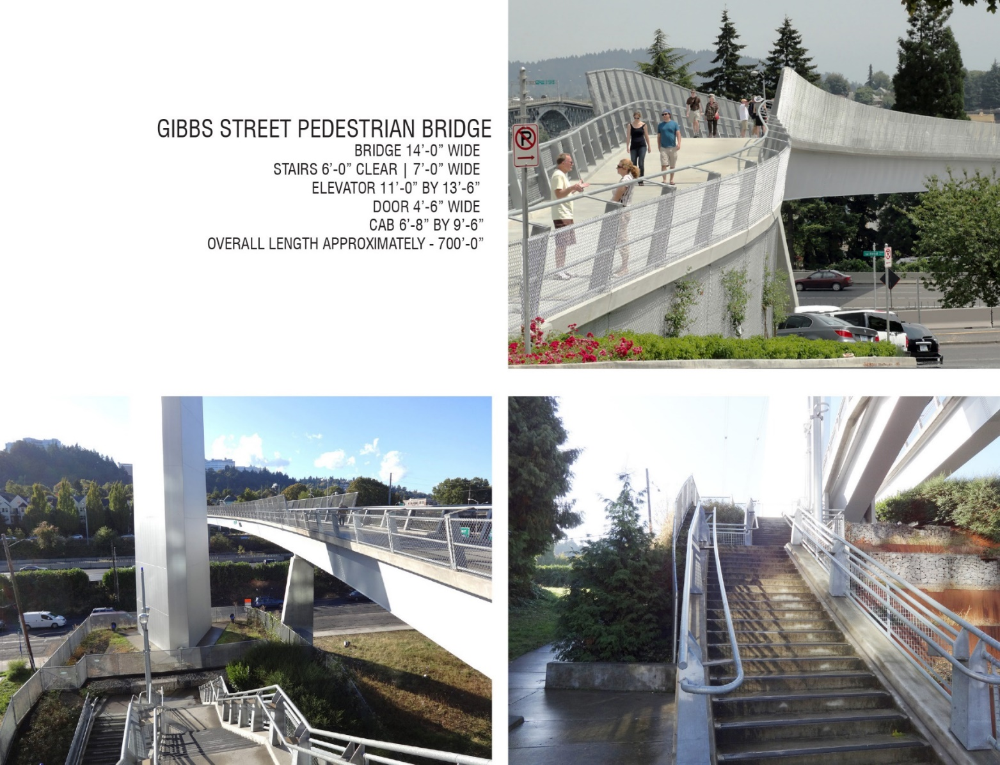 GIBBS STREET PEDESTRIAN BRIDGE
BRIDGE 14'-0” WIDE
STAIRS 6'-0” CLEAR | 7'-0” WIDE
ELEVATOR 11'-0” BY 13'-6”
DOOR 4'-6” WIDE
CAB 6'-8” BY 9'-6”
OVERALL LENGTH APPROXIMATELY - 700'-0”
P